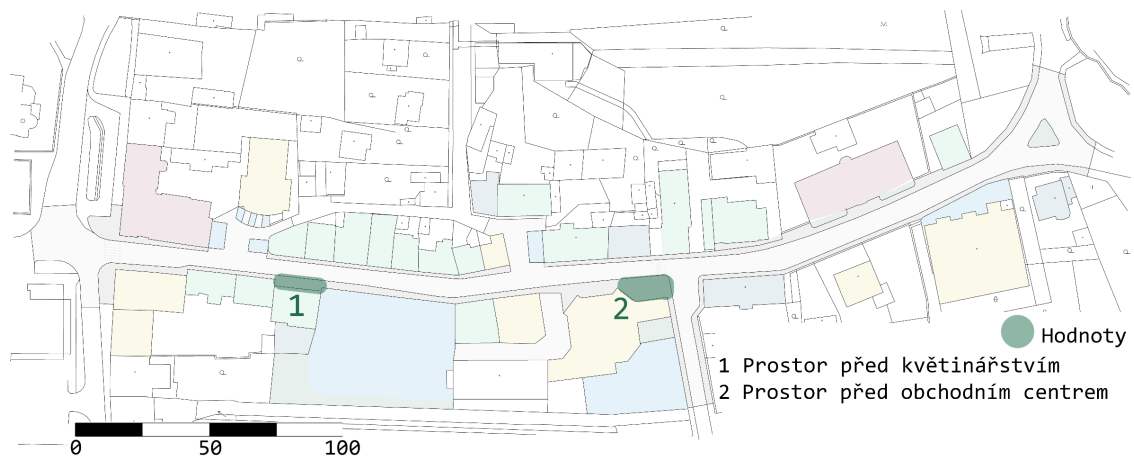 1
2
Hodnoty
1 Prostor před květinářstvím
2 Prostor před obchodním centrem
0 50 100